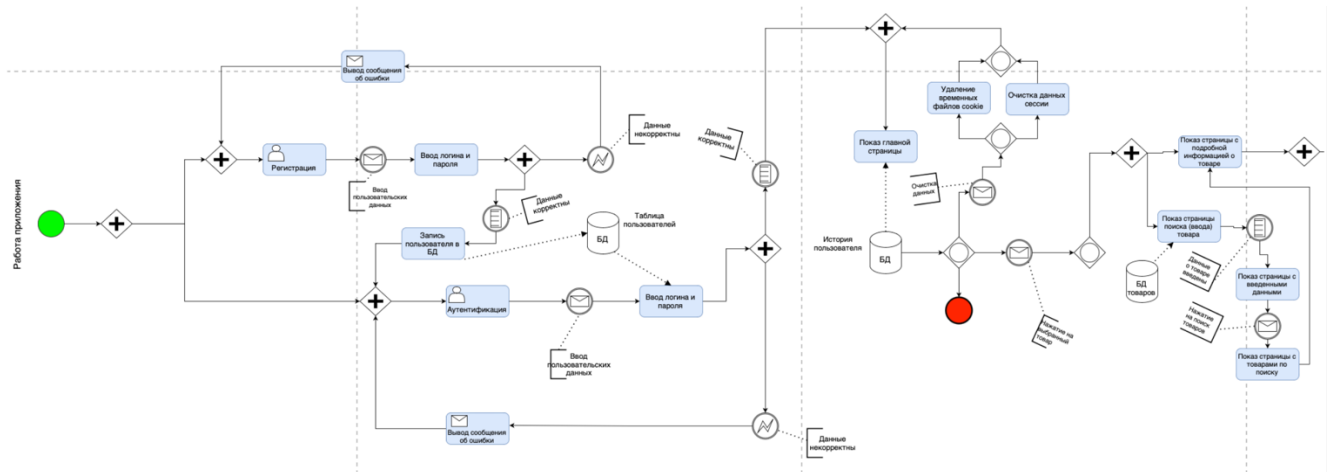 Работа приложения
Вывод сообщения
об ошибки
Регистрация
Ввод
пользовательских
данных
Ввод логина и
пароля
Данные
некорректны
Данные
корректны
Запись
пользователя в
БД
Таблица
пользователей
БД
Аутентификация
Ввод
пользовательских
данных
Ввод логина и
пароля
Вывод сообщения
об ошибки
Данные
некорректны
Данные
корректны
Показ главной
страницы
История
пользователя
БД
Удаление
временных
файлов cookie
Очистка данных
сессии
Очистка
данных
Нажатие на
выбранный
товар
Показ страницы с
подробной
информацией о
товаре
Показ страницы
поиска (ввода)
товара
БД
товаров
Данные
о товаре
введены
Показ страницы с
введенными
данными
Нажатие
на поиск
товаров
Показ страницы с
товарами по
поиску